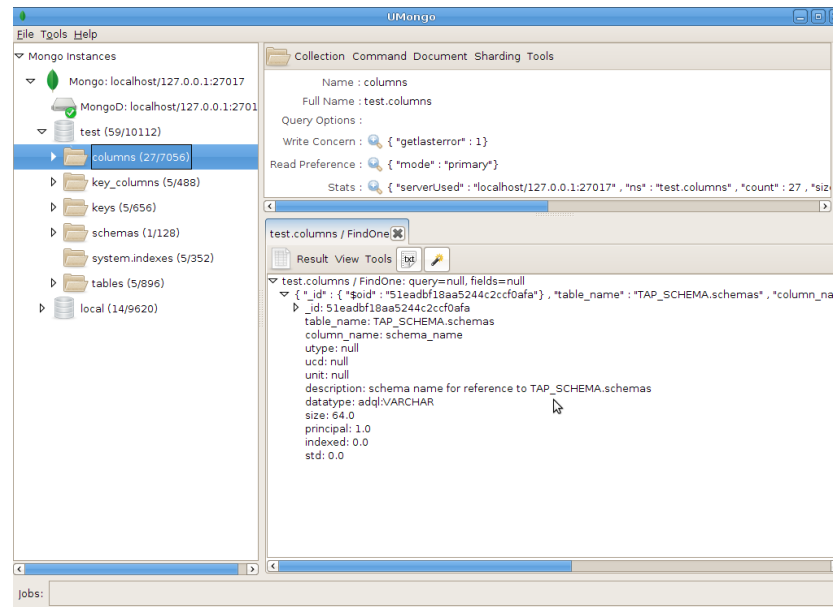 UMongo
File Tools Help
Mongo Instances
Mongo: localhost/127.0.0.1:27017
MongoD: localhost/127.0.0.1:2701
test (59/10112)
columns (27/7056)
key_columns (5/488)
keys (5/656)
schemas (1/128)
system.indexes (5/352)
tables (5/896)
local (14/9620)
Collection Command Document Sharding Tools
Name : columns
Full Name : test.columns
Query Options :
Write Concern : { "getlasterror" : 1}
Read Preference : { "mode" : "primary"}
Stats : { "serverUsed" : "localhost/127.0.0.1:27017" , "ns" : "test.columns" , "count" : 27 , "siz
test.columns / FindOne
Result View Tools txt
test.columns / FindOne: query=null, fields=null
{ "_id" : { "$oid" : "51eadbf18aa5244c2ccf0afa"} , "table_name" : "TAP_SCHEMA.schemas" , "column_na
_id: 51eadbf18aa5244c2ccf0afa
table_name: TAP_SCHEMA.schemas
column_name: schema_name
utype: null
ucd: null
unit: null
description: schema name for reference to TAP_SCHEMA.schemas
datatype: adql:VARCHAR
size: 64.0
principal: 1.0
indexed: 0.0
std: 0.0
Jobs: